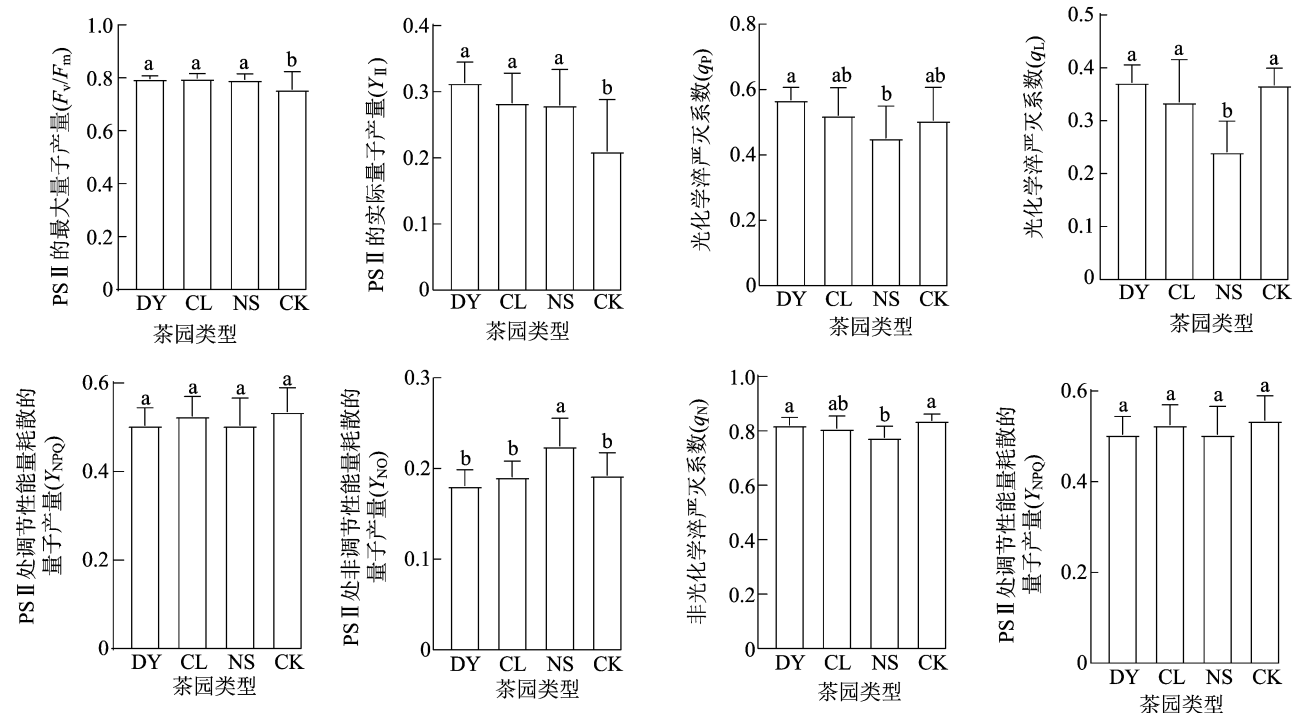 PSⅡ的最大量子产量(Fv/Fm)
1.0
0.8
0.8
0.4
0.2
0
a
a
a
b
DY CL NS CK
茶园类型
PSⅡ的实际量子产量(YⅡ)
0.4
0.3
0.2
0.1
0
a
a
a
b
DY CL NS CK
茶园类型
光化学淬严灭系数(qP)
0.8
0.6
0.4
0.2
0
a
ab
b
ab
DY CL NS CK
茶园类型
光化学淬严灭系数(qL)
0.5
0.4
0.3
0.2
0.1
0
a
a
b
a
DY CL NS CK
茶园类型
PSⅡ处调节性能量耗散的
量子产量(YNPQ)
0.6
0.4
0.2
0
a
a
a
a
DY CL NS CK
茶园类型
PSⅡ处非调节性能量耗散的
量子产量(YNO)
0.3
0.2
0.1
0
b
b
a
b
DY CL NS CK
茶园类型
非光化学淬严灭系数(qN)
1.0
0.8
0.6
0.4
0.2
0
a
ab
b
a
DY CL NS CK
茶园类型
PSⅡ处调节性能量耗散的
量子产量(YNPQ)
0.6
0.4
0.2
0
a
a
a
a
DY CL NS CK
茶园类型